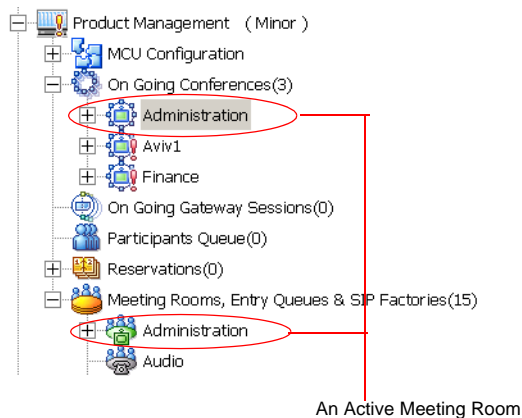 Product Management ( Minor )
MCU Configuration
On Going Conferences(3)
Administration
Aviv1
Finance
On Going Gateway Sessions(0)
Participants Queue(0)
Reservations(0)
Meeting Rooms, Entry Queues & SIP Factories(15)
Administration
Audio
An Active Meeting Room